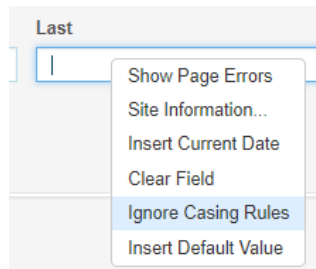 Last
Show Page Errors
Site Information...
Insert Current Date
Clear Field
Ignore Casing Rules
Insert Default Value